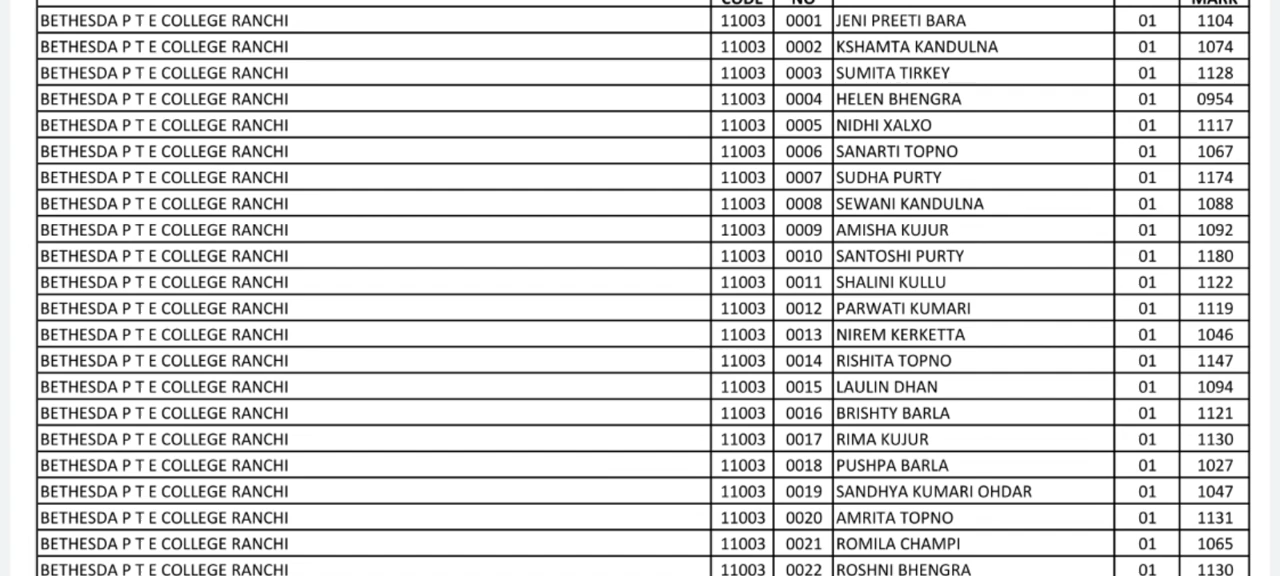 CODE NO MARK
BETHESDA P T E COLLEGE RANCHI 11003 0001 JENI PREETI BARA 01 1104
BETHESDA P T E COLLEGE RANCHI 11003 0002 KSHAMTA KANDULNA 01 1074
BETHESDA P T E COLLEGE RANCHI 11003 0003 SUMITA TIRKEY 01 1128
BETHESDA P T E COLLEGE RANCHI 11003 0004 HELEN BHENGRA 01 0954
BETHESDA P T E COLLEGE RANCHI 11003 0005 NIDHI XALXO 01 1117
BETHESDA P T E COLLEGE RANCHI 11003 0006 SANARTI TOPNO 01 1067
BETHESDA P T E COLLEGE RANCHI 11003 0007 SUDHA PURTY 01 1174
BETHESDA P T E COLLEGE RANCHI 11003 0008 SEWANI KANDULNA 01 1088
BETHESDA P T E COLLEGE RANCHI 11003 0009 AMISHA KUJUR 01 1092
BETHESDA P T E COLLEGE RANCHI 11003 0010 SANTOSHI PURTY 01 1180
BETHESDA P T E COLLEGE RANCHI 11003 0011 SHALINI KULLU 01 1122
BETHESDA P T E COLLEGE RANCHI 11003 0012 PARWATI KUMARI 01 1119
BETHESDA P T E COLLEGE RANCHI 11003 0013 NIREM KERKETTA 01 1046
BETHESDA P T E COLLEGE RANCHI 11003 0014 RISHITA TOPNO 01 1147
BETHESDA P T E COLLEGE RANCHI 11003 0015 LAULIN DHAN 01 1094
BETHESDA P T E COLLEGE RANCHI 11003 0016 BRISHTY BARLA 01 1121
BETHESDA P T E COLLEGE RANCHI 11003 0017 RIMA KUJUR 01 1130
BETHESDA P T E COLLEGE RANCHI 11003 0018 PUSHPA BARLA 01 1027
BETHESDA P T E COLLEGE RANCHI 11003 0019 SANDHYA KUMARI OHDAR 01 1047
BETHESDA P T E COLLEGE RANCHI 11003 0020 AMRITA TOPNO 01 1131
BETHESDA P T E COLLEGE RANCHI 11003 0021 ROMILA CHAMPI 01 1065
BETHESDA P T E COLLEGE RANCHI 11003 0022 ROSHNI BHENGRA 01 1130